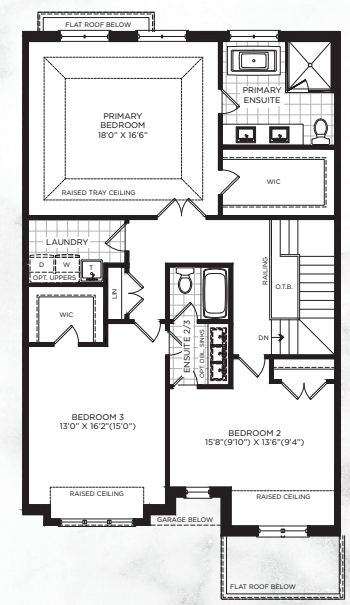 FLAT ROOF BELOW
PRIMARY
ENSUITE
PRIMARY
BEDROOM
18'0" X 16'6"
WIC
RAISED TRAY CEILING
LAUNDRY
D
W
T
OPT. UPPERS
LIN
WIC
ENSUITE 2/3
OPT. DBL. SINKS
RAILING
O.T.B.
DN
BEDROOM 3
13'0" X 16'2"(15'0")
BEDROOM 2
15'8"(9'10") X 13'6"(9'4")
RAISED CEILING
RAISED CEILING
GARAGE BELOW
FLAT ROOF BELOW